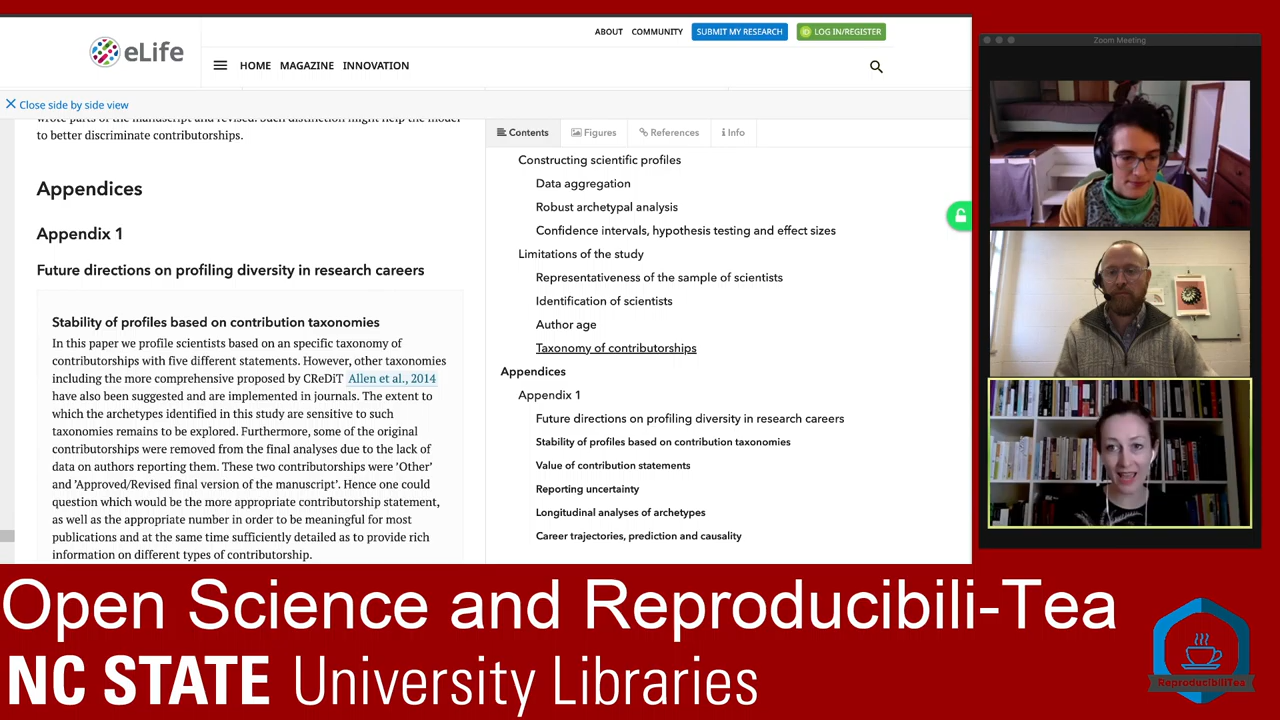 eLife
ABOUT
COMMUNITY
SUBMIT MY RESEARCH
LOG IN/REGISTER
HOME
MAGAZINE
INNOVATION
Close side by side view
wrote parts of the manuscript and revised. Such distinction might help the model
to better discriminate contributorships.
Appendices
Appendix 1
Future directions on profiling diversity in research careers
Stability of profiles based on contribution taxonomies
In this paper we profile scientists based on an specific taxonomy of
contributorships with five different statements. However, other taxonomies
including the more comprehensive proposed by CReDiT Allen et al., 2014
have also been suggested and are implemented in journals. The extent to
which the archetypes identified in this study are sensitive to such
taxonomies remains to be explored. Furthermore, some of the original
contributorships were removed from the final analyses due to the lack of
data on authors reporting them. These two contributorships were 'Other'
and 'Approved/Revised final version of the manuscript'. Hence one could
question which would be the more appropriate contributorship statement,
as well as the appropriate number in order to be meaningful for most
publications and at the same time sufficiently detailed as to provide rich
information on different types of contributorship.
Contents
Figures
References
Info
Constructing scientific profiles
Data aggregation
Robust archetypal analysis
Confidence intervals, hypothesis testing and effect sizes
Limitations of the study
Representativeness of the sample of scientists
Identification of scientists
Author age
Taxonomy of contributorships
Appendices
Appendix 1
Future directions on profiling diversity in research careers
Stability of profiles based on contribution taxonomies
Value of contribution statements
Reporting uncertainty
Longitudinal analyses of archetypes
Career trajectories, prediction and causality
Zoom Meeting
Open Science and Reproducibili-Tea
NC STATE University Libraries
ReproducibiliTea